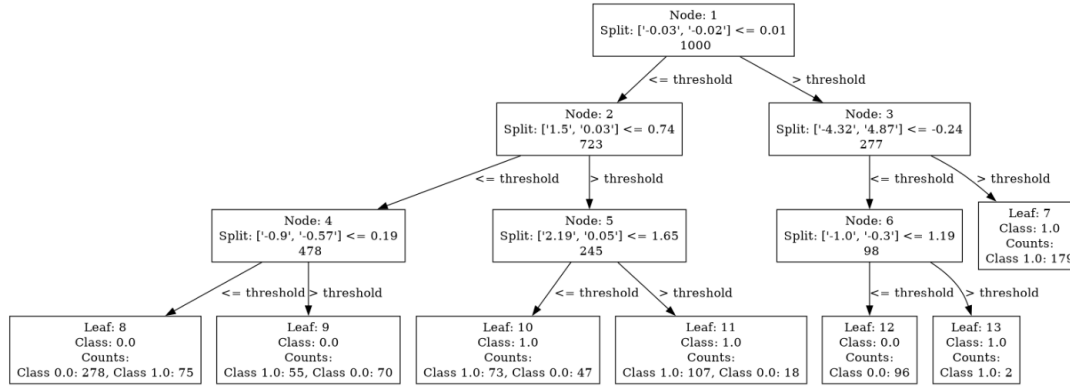 Node: 1
Split: ['-0.03', '-0.02'] <= 0.01
1000
<= threshold
> threshold
Node: 2
Split: ['1.5', '0.03'] <= 0.74
723
Node: 3
Split: ['-4.32', '4.87'] <= -0.24
277
<= threshold
> threshold
<= threshold
> threshold
Node: 4
Split: ['-0.9', '-0.57'] <= 0.19
478
Node: 5
Split: ['2.19', '0.05'] <= 1.65
245
Node: 6
Split: ['-1.0', '-0.3'] <= 1.19
98
Leaf: 7
Class: 1.0
Counts:
Class 1.0: 179
<= threshold
> threshold
<= threshold
> threshold
<= threshold
> threshold
Leaf: 8
Class: 0.0
Counts:
Class 0.0: 278, Class 1.0: 75
Leaf: 9
Class: 0.0
Counts:
Class 1.0: 55, Class 0.0: 70
Leaf: 10
Class: 1.0
Counts:
Class 1.0: 73, Class 0.0: 47
Leaf: 11
Class: 1.0
Counts:
Class 1.0: 107, Class 0.0: 18
Leaf: 12
Class: 0.0
Counts:
Class 0.0: 96
Leaf: 13
Class: 1.0
Counts:
Class 1.0: 2